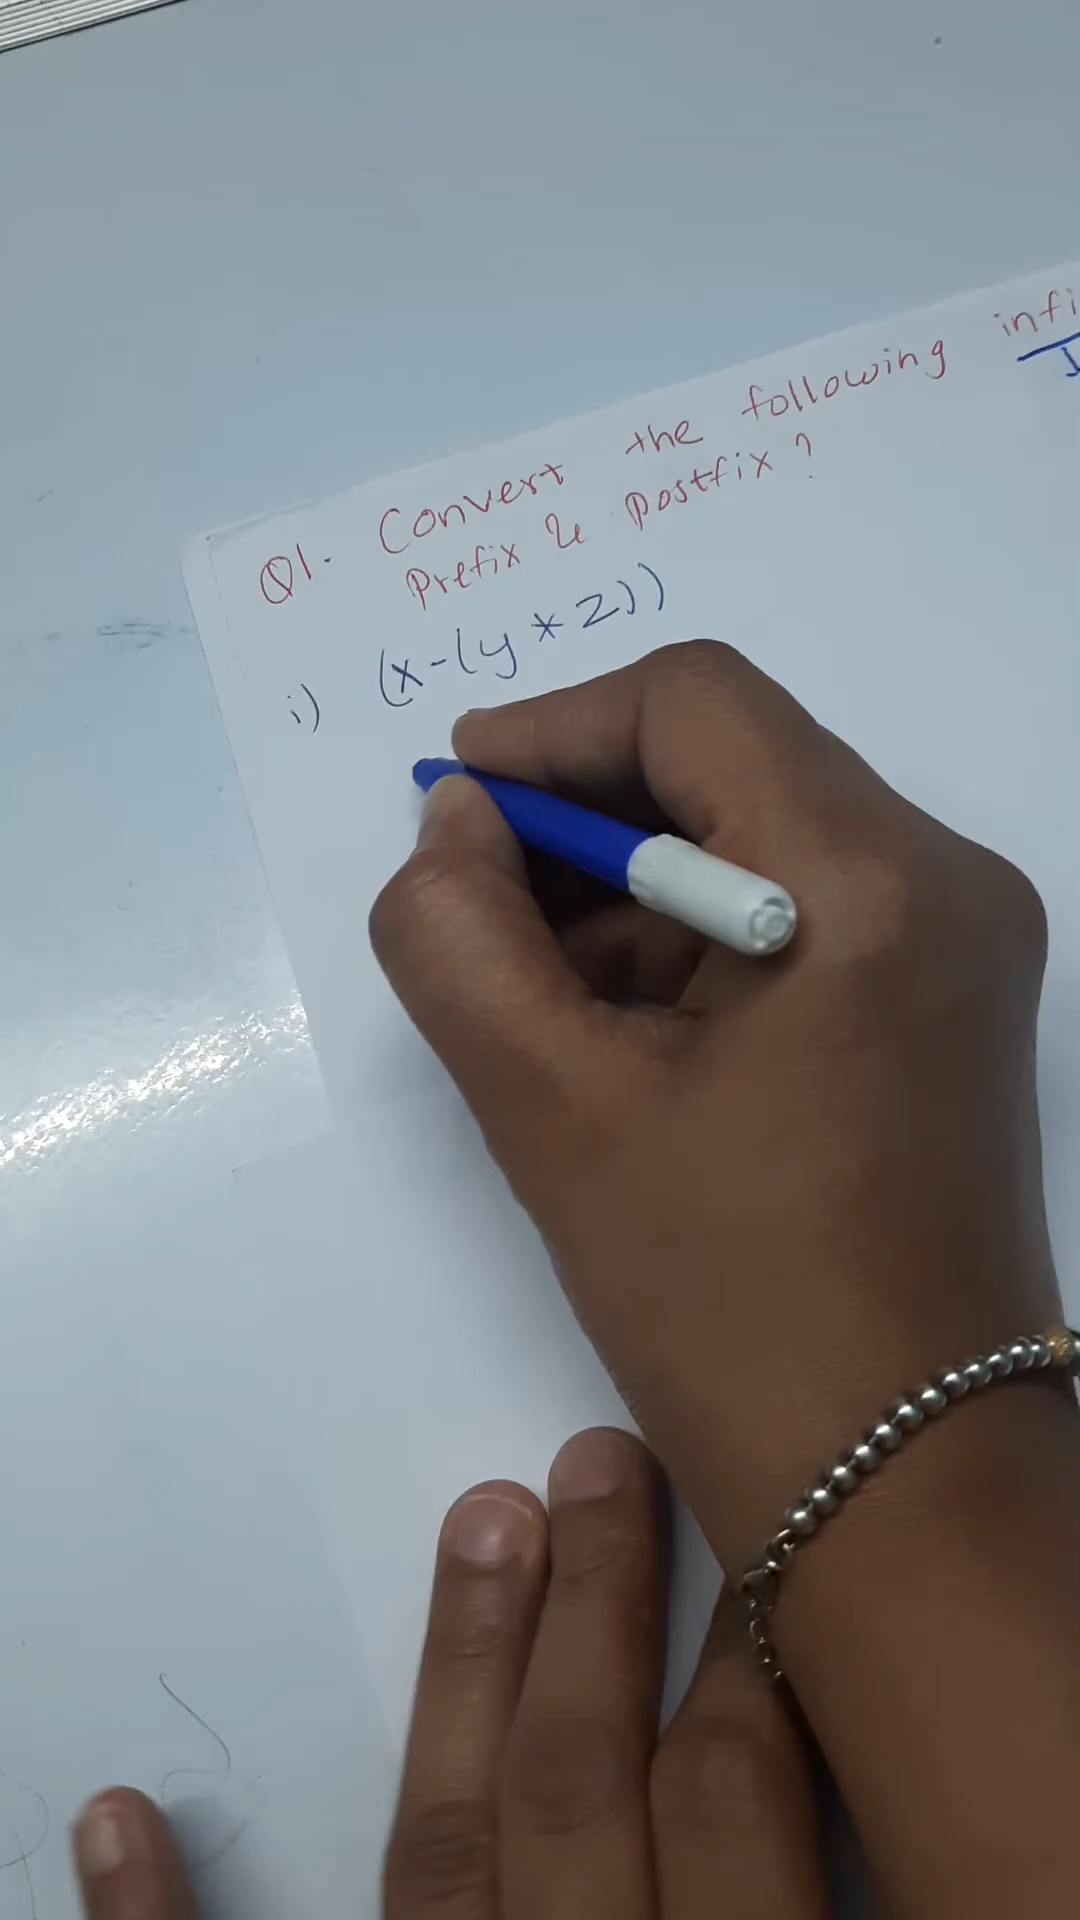 Q1. Convert the following infi
Prefix & postfix?
i) (x-(y*z))